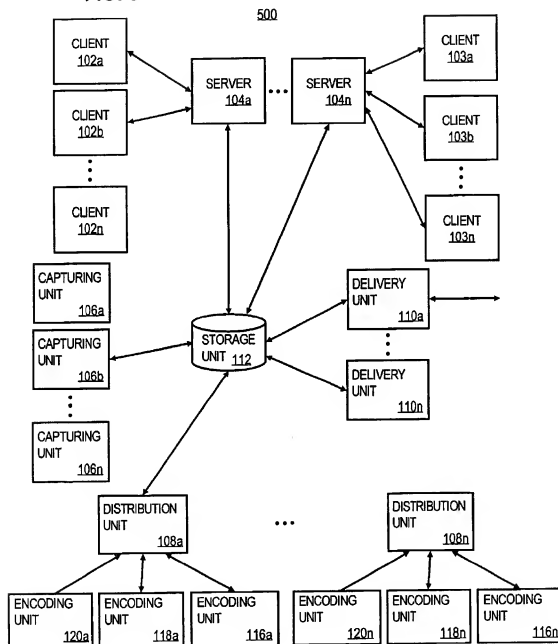 500
CLIENT
102a
CLIENT
102b
CLIENT
102n
SERVER
104a
SERVER
104n
CLIENT
103a
CLIENT
103b
CLIENT
103n
CAPTURING
UNIT
106a
CAPTURING
UNIT
106b
CAPTURING
UNIT
106n
STORAGE
UNIT
112
DELIVERY
UNIT
110a
DELIVERY
UNIT
110n
DISTRIBUTION
UNIT
108a
DISTRIBUTION
UNIT
108n
ENCODING
UNIT
120a
ENCODING
UNIT
118a
ENCODING
UNIT
116a
ENCODING
UNIT
120n
ENCODING
UNIT
118n
ENCODING
UNIT
116n